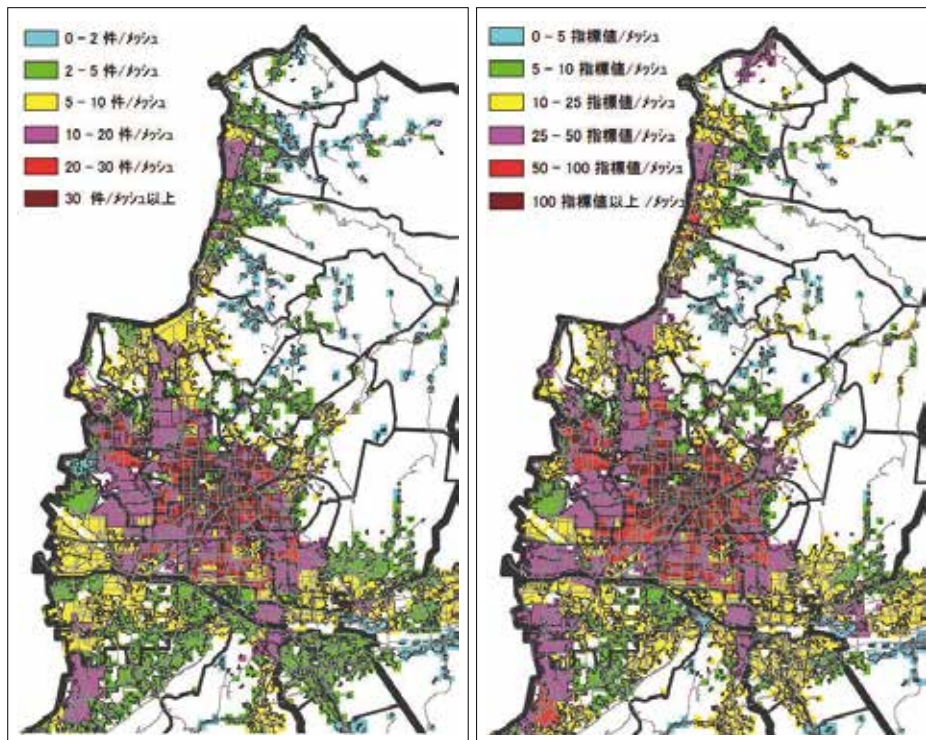 0－2 件/ﾒｯｼｭ
2－5 件/ﾒｯｼｭ
5－10 件/ﾒｯｼｭ
10－20 件/ﾒｯｼｭ
20－30 件/ﾒｯｼｭ
30 件/ﾒｯｼｭ以上
0－5 指標値/ﾒｯｼｭ
5－10 指標値/ﾒｯｼｭ
10－25 指標値/ﾒｯｼｭ
25－50 指標値/ﾒｯｼｭ
50－100 指標値/ﾒｯｼｭ
100 指標値以上 /ﾒｯｼｭ